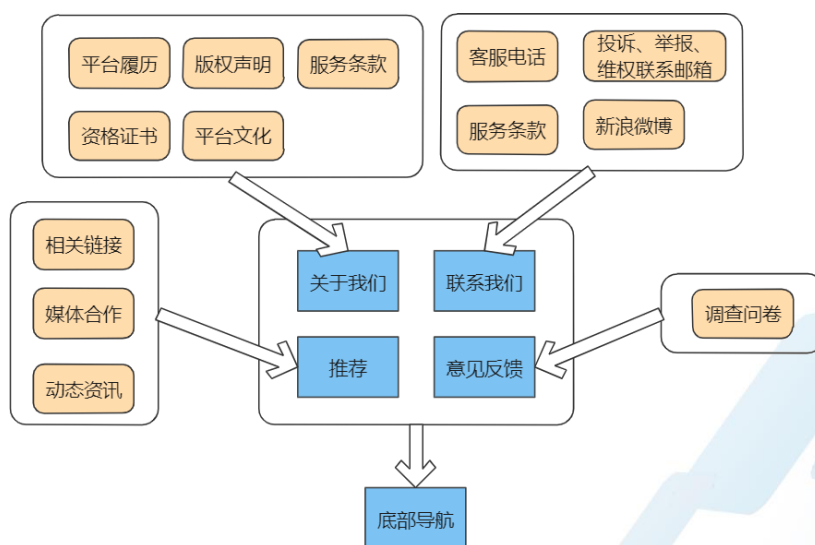 平台履历
版权声明
服务条款
资格证书
平台文化
客服电话
投诉、举报、
维权联系邮箱
服务条款
新浪微博
相关链接
媒体合作
动态资讯
关于我们
联系我们
推荐
意见反馈
调查问卷
底部导航